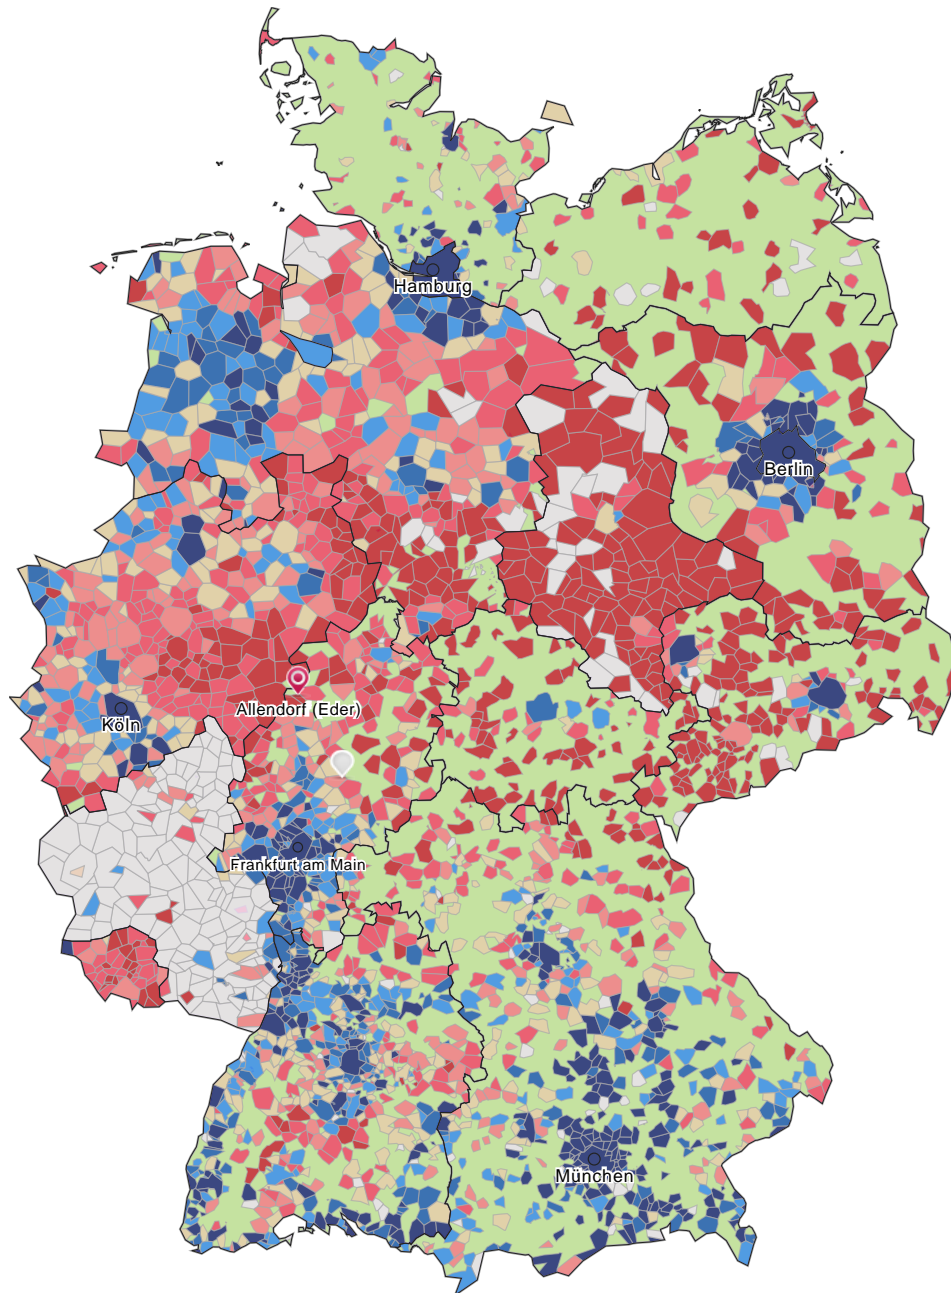 Hamburg
Berlin
Allendorf (Eder)
Köln
Frankfurt am Main
München